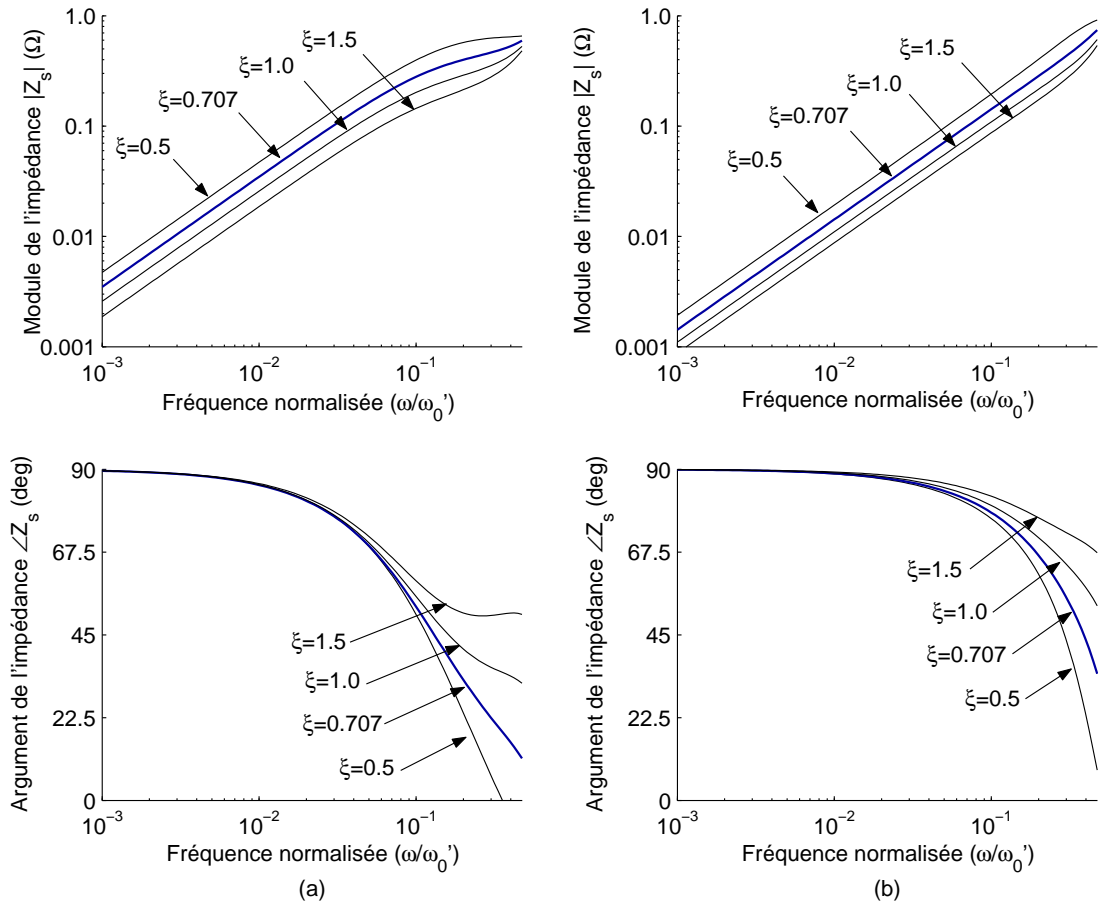 Module de l'impédance |Z_s| (Ω)
1.0
0.1
0.01
0.001
ξ=0.5
ξ=0.707
ξ=1.0
ξ=1.5
10⁻³
10⁻²
10⁻¹
Fréquence normalisée (ω/ω₀')
Module de l'impédance |Z_s| (Ω)
1.0
0.1
0.01
0.001
ξ=0.5
ξ=0.707
ξ=1.0
ξ=1.5
10⁻³
10⁻²
10⁻¹
Fréquence normalisée (ω/ω₀')
Argument de l'impédance ∠Z_s (deg)
90
67.5
45
22.5
0
ξ=1.5
ξ=1.0
ξ=0.707
ξ=0.5
10⁻³
10⁻²
10⁻¹
Fréquence normalisée (ω/ω₀')
(a)
Argument de l'impédance ∠Z_s (deg)
90
67.5
45
22.5
0
ξ=1.5
ξ=1.0
ξ=0.707
ξ=0.5
10⁻³
10⁻²
10⁻¹
Fréquence normalisée (ω/ω₀')
(b)